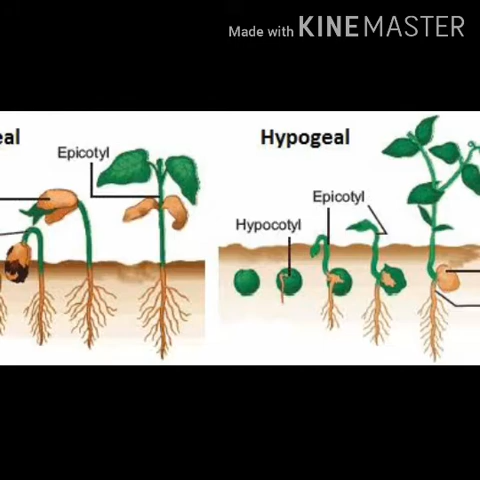 Made with KINEMASTER
eal
Hypogeal
Epicotyl
Epicotyl
Hypocotyl